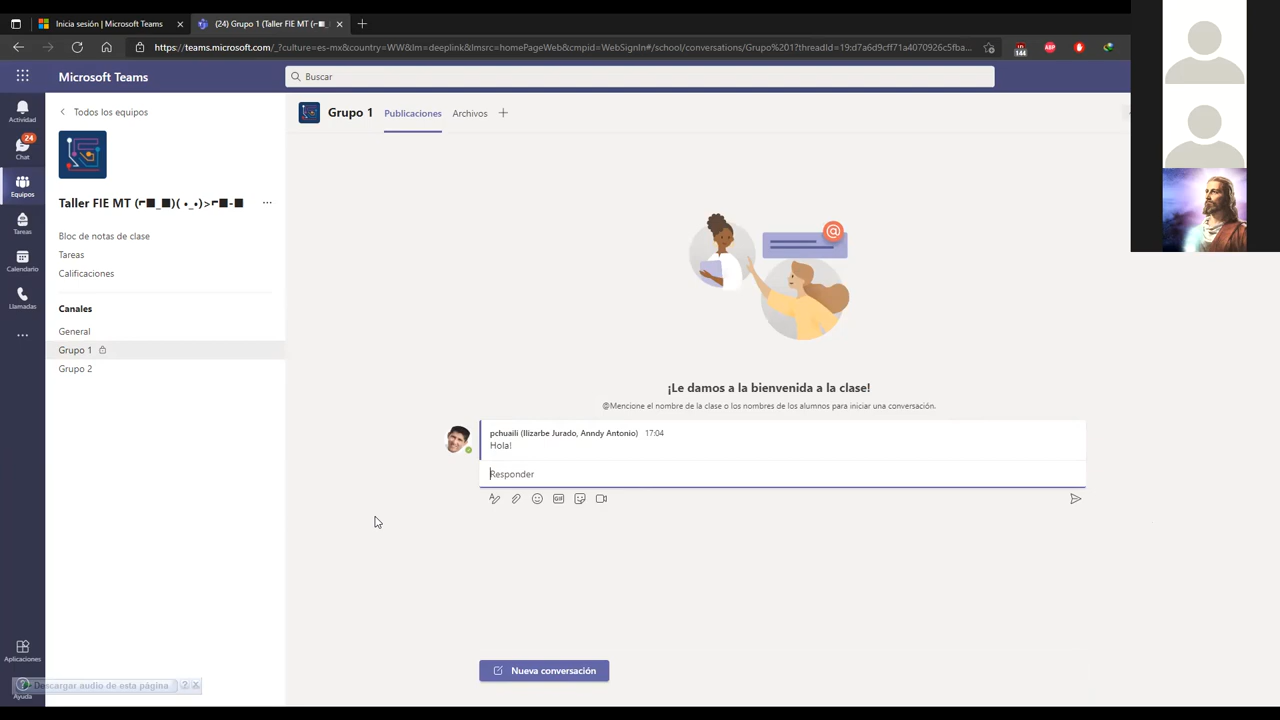 Inicia sesión | Microsoft Teams
(24) Grupo 1 (Taller FIE MT (⌐■_
https://teams.microsoft.com/_?culture=es-mx&country=WW&lm=deeplink&lmsrc=homePageWeb&cmpid=WebSignIn#/school/conversations/Grupo%201?threadId=19:d7a6d9cff71a4070926c5fba...
144
ABP
Microsoft Teams
Buscar
Actividad
24
Chat
Equipos
Tareas
Calendario
Llamadas
Aplicaciones
Ayuda
Todos los equipos
Taller FIE MT (⌐■_■)( •_•)>⌐■-■
Bloc de notas de clase
Tareas
Calificaciones
Canales
General
Grupo 1
Grupo 2
Descargar audio de esta página
Grupo 1
Publicaciones
Archivos
@
¡Le damos a la bienvenida a la clase!
@Mencione el nombre de la clase o los nombres de los alumnos para iniciar una conversación.
pchuaili (Ilizarbe Jurado, Anndy Antonio) 17:04
Hola!
Responder
GIF
Nueva conversación